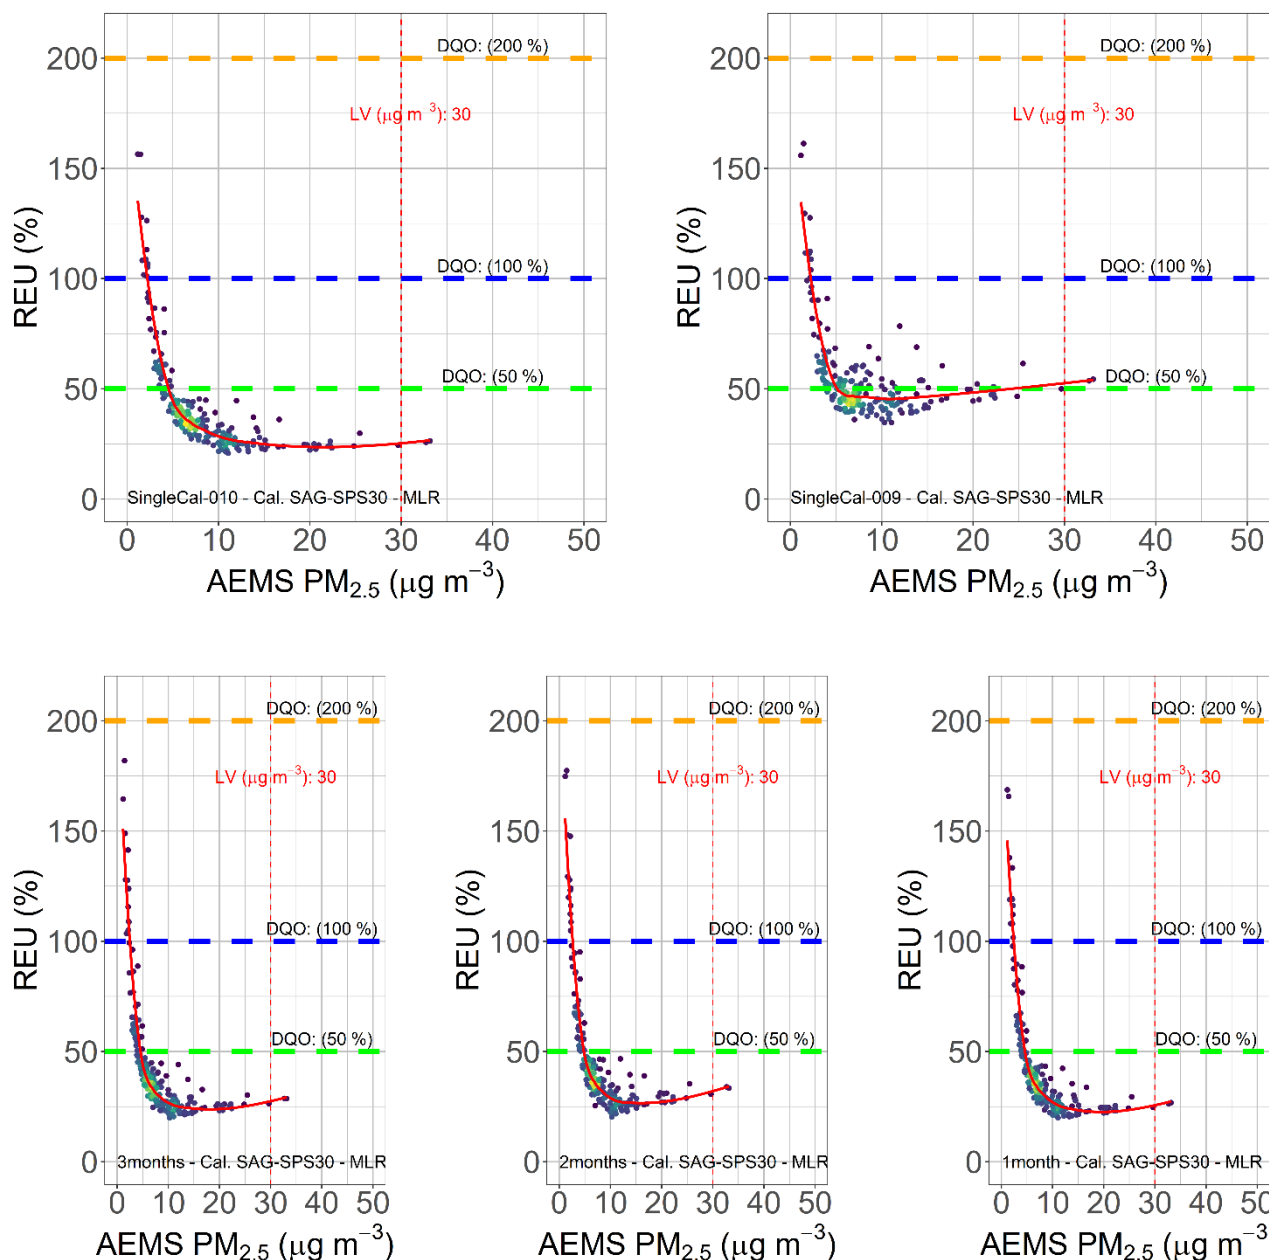 DQO: (200 %)
200
LV (μg m⁻³): 30
150
REU (%)
DQO: (100 %)
100
DQO: (50 %)
50
0
SingleCal-010 - Cal. SAG-SPS30 - MLR
0 10 20 30 40 50
AEMS PM2.5 (μg m−3)
DQO: (200 %)
200
LV (μg m⁻³): 30
150
REU (%)
DQO: (100 %)
100
DQO: (50 %)
50
0
SingleCal-009 - Cal. SAG-SPS30 - MLR
0 10 20 30 40 50
AEMS PM2.5 (μg m−3)
DQO: (200 %)
200
LV (μg m−3): 30
150
REU (%)
DQO: (100 %)
100
DQO: (50 %)
50
0
3months - Cal. SAG-SPS30 - MLR
0 10 20 30 40 50
AEMS PM2.5 (μg m−3)
DQO: (200 %)
200
LV (μg m−3): 30
150
REU (%)
DQO: (100 %)
100
DQO: (50 %)
50
0
2months - Cal. SAG-SPS30 - MLR
0 10 20 30 40 50
AEMS PM2.5 (μg m−3)
DQO: (200 %)
200
LV (μg m−3): 30
150
REU (%)
DQO: (100 %)
100
DQO: (50 %)
50
0
1month - Cal. SAG-SPS30 - MLR
0 10 20 30 40 50
AEMS PM2.5 (μg m−3)